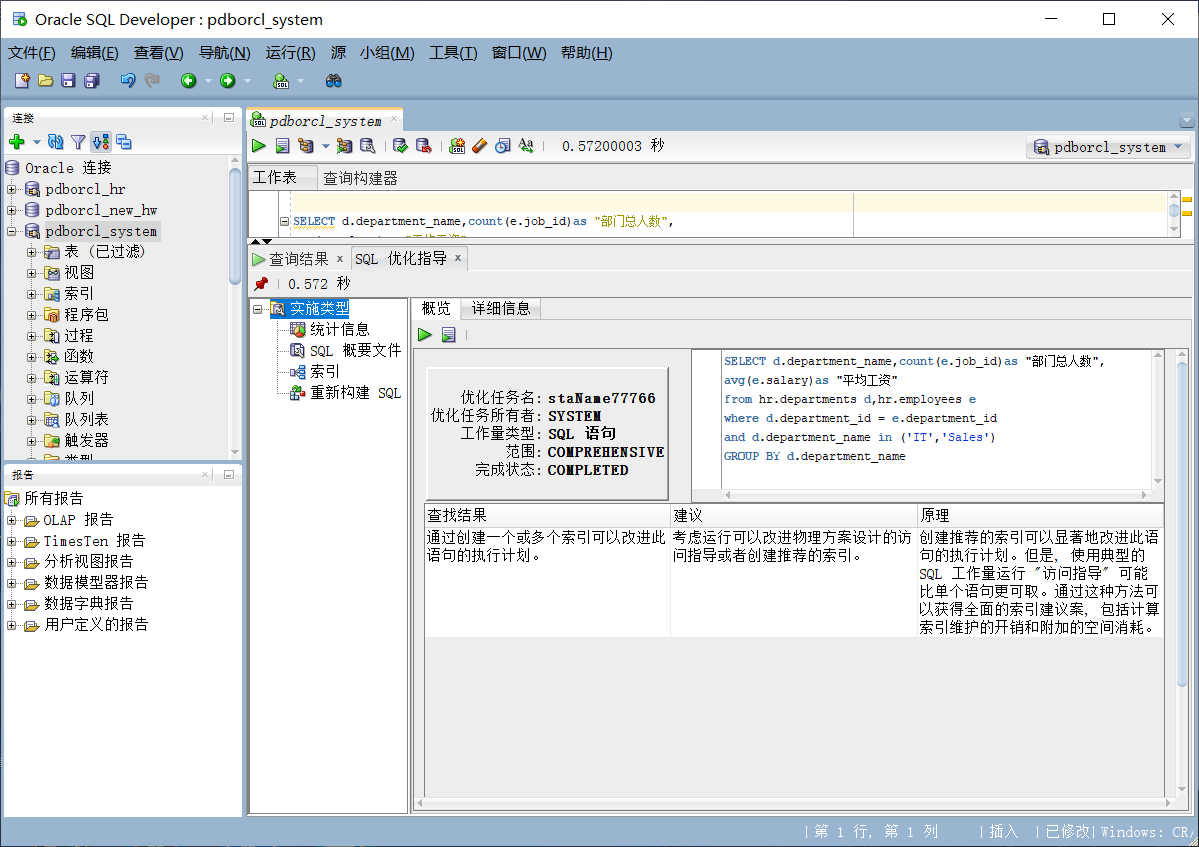 Oracle SQL Developer : pdborcl_system
文件(F) 编辑(E) 查看(V) 导航(N) 运行(R) 源 小组(M) 工具(T) 窗口(W) 帮助(H)
连接
Oracle 连接
pdborcl_hr
pdborcl_new_hw
pdborcl_system
表 (已过滤)
视图
索引
程序包
过程
函数
运算符
队列
队列表
触发器
类型
报告
所有报告
OLAP 报告
TimesTen 报告
分析视图报告
数据模型器报告
数据字典报告
用户定义的报告
pdborcl_system
0.57200003 秒
pdborcl_system
工作表 查询构建器
SELECT d.department_name,count(e.job_id)as "部门总人数",
查询结果 x SQL 优化指导 x
0.572 秒
实施类型
统计信息
SQL 概要文件
索引
重新构建 SQL
概览 详细信息
优化任务名: staName77766
优化任务所有者: SYSTEM
工作量类型: SQL 语句
范围: COMPREHENSIVE
完成状态: COMPLETED
SELECT d.department_name,count(e.job_id)as "部门总人数",
avg(e.salary)as "平均工资"
from hr.departments d,hr.employees e
where d.department_id = e.department_id
and d.department_name in ('IT','Sales')
GROUP BY d.department_name
查找结果 建议 原理
通过创建一个或多个索引可以改进此
语句的执行计划。
考虑运行可以改进物理方案设计的访
问指导或者创建推荐的索引。
创建推荐的索引可以显著地改进此语
句的执行计划。但是, 使用典型的
SQL 工作量运行 "访问指导" 可能
比单个语句更可取。通过这种方法可
以获得全面的索引建议案, 包括计算
索引维护的开销和附加的空间消耗。
第 1 行, 第 1 列 | 插入 | 已修改| Windows: CR